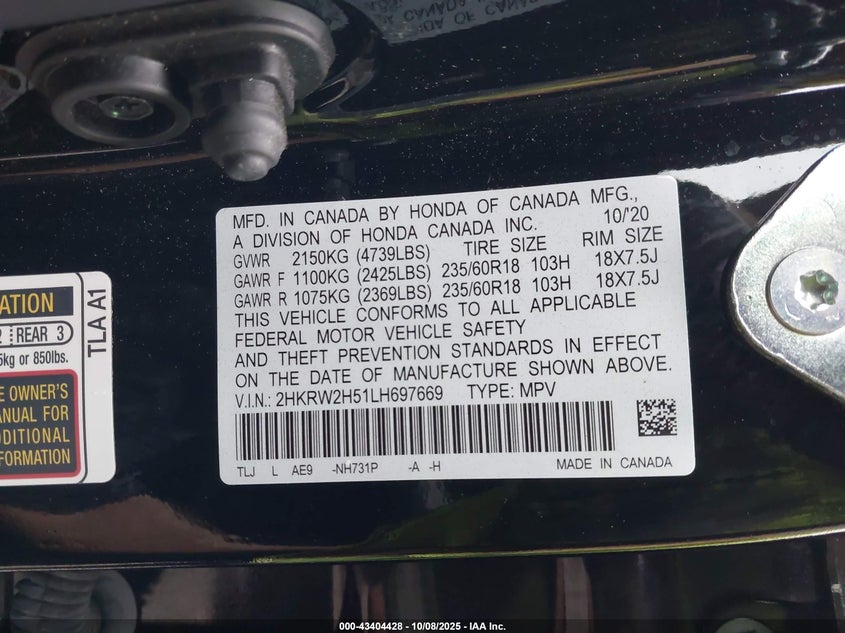 MFD. IN CANADA BY HONDA OF CANADA MFG.,
A DIVISION OF HONDA CANADA INC. 10/'20
GVWR 2150KG (4739LBS) TIRE SIZE RIM SIZE
GAWR F 1100KG (2425LBS) 235/60R18 103H 18X7.5J
GAWR R 1075KG (2369LBS) 235/60R18 103H 18X7.5J
THIS VEHICLE CONFORMS TO ALL APPLICABLE
FEDERAL MOTOR VEHICLE SAFETY
AND THEFT PREVENTION STANDARDS IN EFFECT
ON THE DATE OF MANUFACTURE SHOWN ABOVE.
V.I.N.: 2HKRW2H51LH697669 TYPE: MPV
TLJ L AE9 -NH731P -A -H MADE IN CANADA
ATION
2 REAR 3
5kg or 850lbs.
E OWNER'S
ANUAL FOR
DDITIONAL
FORMATION
TLA A1
000-43404428 - 10/08/2025 - IAA Inc.